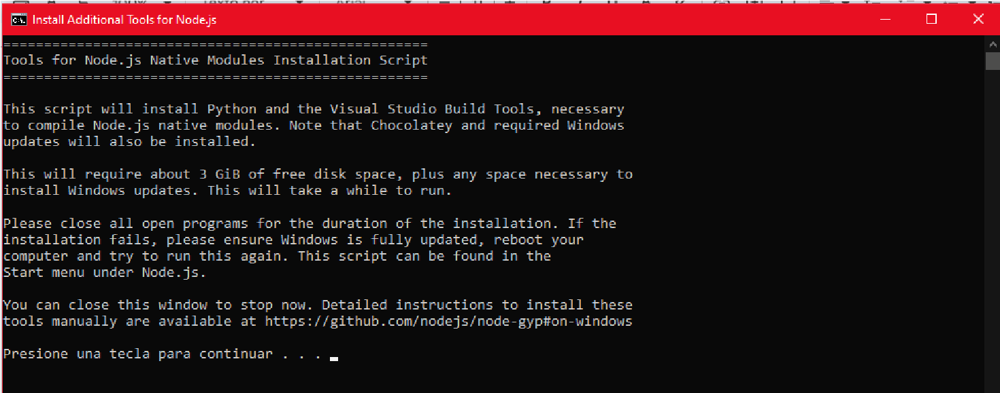 Install Additional Tools for Node.js
====================================================
Tools for Node.js Native Modules Installation Script
====================================================
This script will install Python and the Visual Studio Build Tools, necessary
to compile Node.js native modules. Note that Chocolatey and required Windows
updates will also be installed.
This will require about 3 GiB of free disk space, plus any space necessary to
install Windows updates. This will take a while to run.
Please close all open programs for the duration of the installation. If the
installation fails, please ensure Windows is fully updated, reboot your
computer and try to run this again. This script can be found in the
Start menu under Node.js.
You can close this window to stop now. Detailed instructions to install these
tools manually are available at https://github.com/nodejs/node-gyp#on-windows
Presione una tecla para continuar . . .